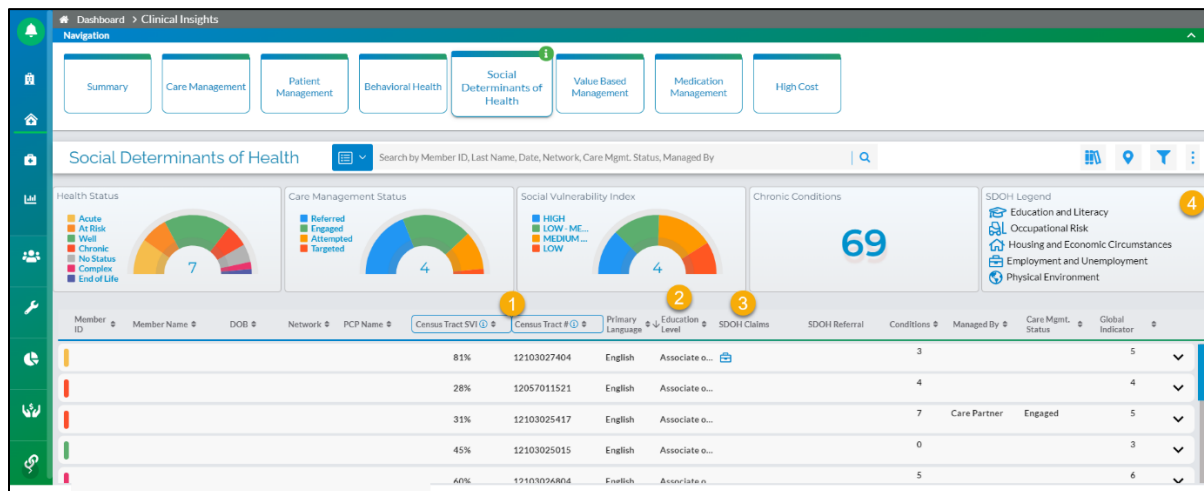 Dashboard > Clinical Insights
Navigation
Summary
Care Management
Patient
Management
Behavioral Health
Social
Determinants of
Health
i
Value Based
Management
Medication
Management
High Cost
Social Determinants of Health
Search by Member ID, Last Name, Date, Network, Care Mgmt. Status, Managed By
Health Status
Acute
At Risk
Well
Chronic
No Status
Complex
End of Life
7
Care Management Status
Referred
Engaged
Attempted
Targeted
4
Social Vulnerability Index
HIGH
LOW - ME...
MEDIUM ...
LOW
4
Chronic Conditions
69
SDOH Legend
4
Education and Literacy
Occupational Risk
Housing and Economic Circumstances
Employment and Unemployment
Physical Environment
1
2
3
Member
ID
Member Name
DOB
Network
PCP Name
Census Tract SVI
Census Tract #
Primary
Language
Education
Level
SDOH Claims
SDOH Referral
Conditions
Managed By
Care Mgmt.
Status
Global
Indicator
81% 12103027404 English Associate o... 3 5
28% 12057011521 English Associate o... 4 4
31% 12103025417 English Associate o... 7 Care Partner Engaged 5
45% 12103025015 English Associate o... 0 3
60% 12103026804 English Associate o... 5 6